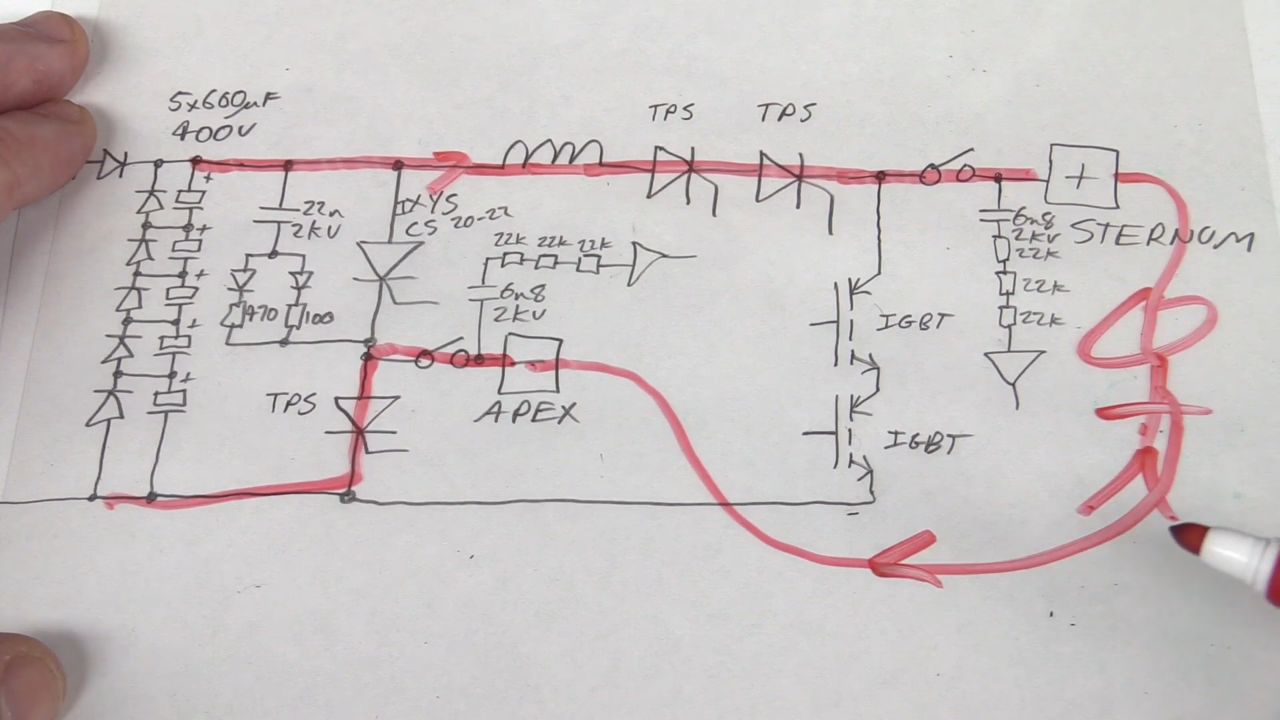 5x660µF
400V
TPS
TPS
+
+
+
+
+
+
22n
2KV
IXYS
CS 20-22
22K
22K
22K
6n8
2KV
470
100
6n8
2KV
22K
22K
22K
STERNUM
IGBT
TPS
APEX
IGBT